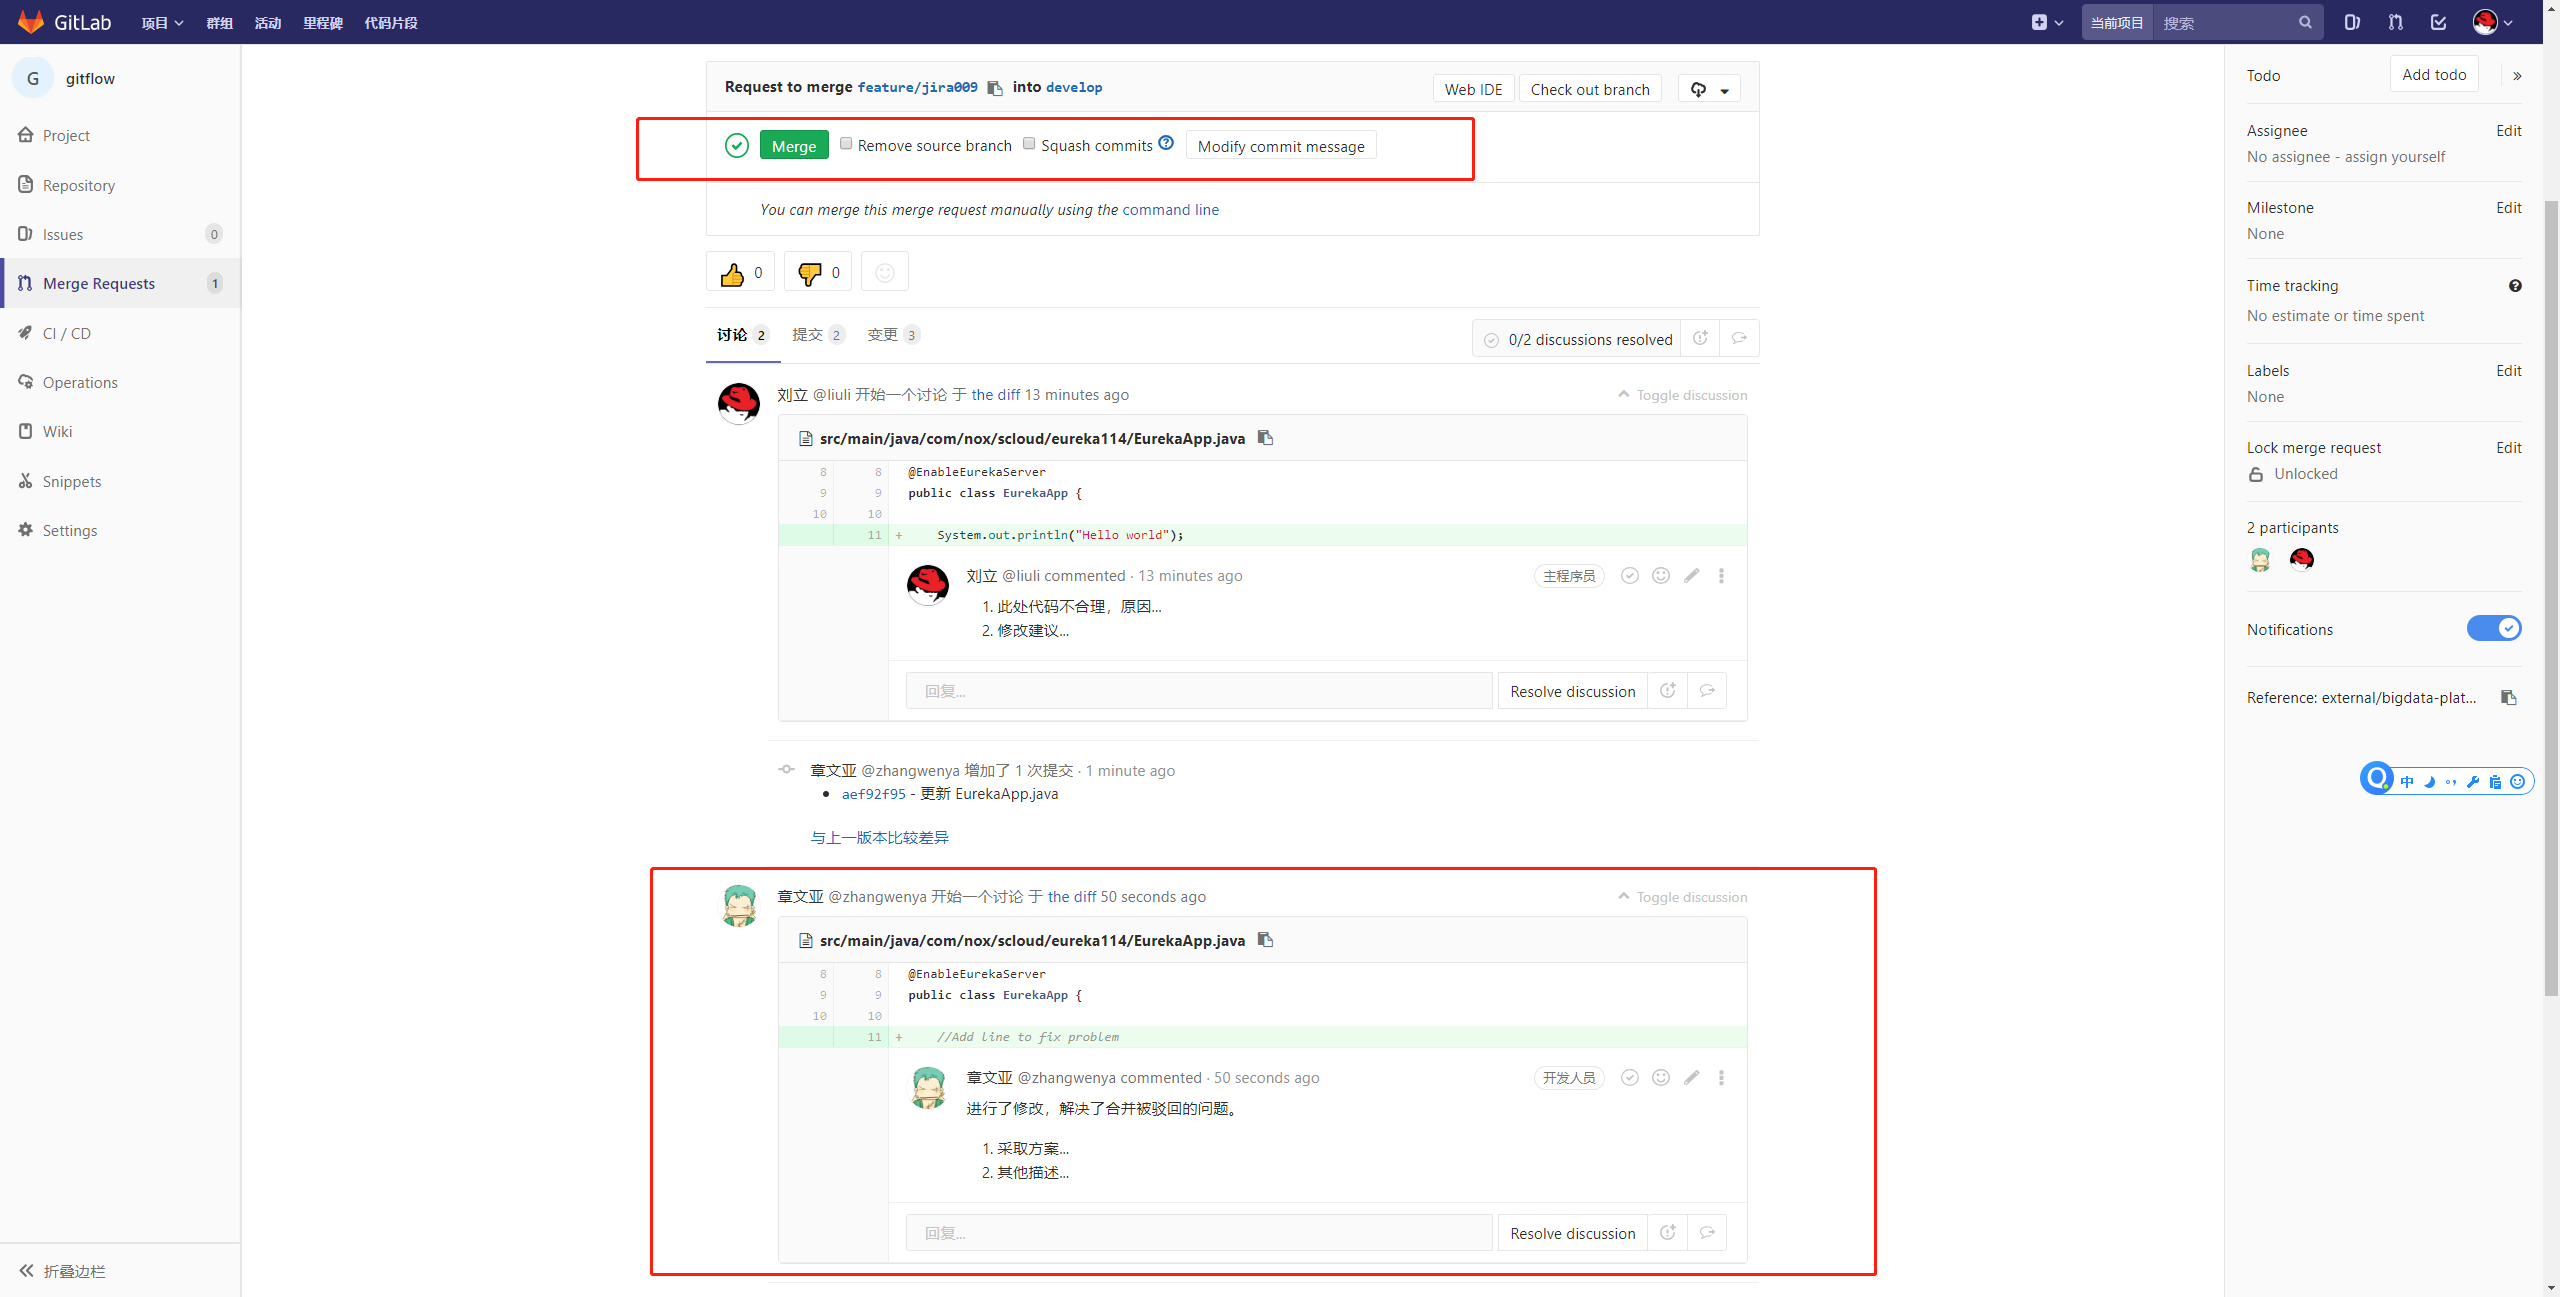 GitLab 项目 群组 活动 里程碑 代码片段 当前项目 搜索
G gitflow
Project
Repository
Issues 0
Merge Requests 1
CI / CD
Operations
Wiki
Snippets
Settings
折叠边栏
Request to merge feature/jira009 into develop Web IDE Check out branch
Merge Remove source branch Squash commits Modify commit message
You can merge this merge request manually using the command line
0 0
讨论 2 提交 2 变更 3 0/2 discussions resolved
刘立 @liuli 开始一个讨论 于 the diff 13 minutes ago Toggle discussion
src/main/java/com/nox/scloud/eureka114/EurekaApp.java
8 8 @EnableEurekaServer
9 9 public class EurekaApp {
10 10
11 + System.out.println("Hello world");
刘立 @liuli commented · 13 minutes ago 主程序员
1. 此处代码不合理，原因...
2. 修改建议...
回复... Resolve discussion
章文亚 @zhangwenya 增加了 1 次提交 · 1 minute ago
• aef92f95 - 更新 EurekaApp.java
与上一版本比较差异
章文亚 @zhangwenya 开始一个讨论 于 the diff 50 seconds ago Toggle discussion
src/main/java/com/nox/scloud/eureka114/EurekaApp.java
8 8 @EnableEurekaServer
9 9 public class EurekaApp {
10 10
11 + //Add line to fix problem
章文亚 @zhangwenya commented · 50 seconds ago 开发人员
进行了修改，解决了合并被驳回的问题。
1. 采取方案...
2. 其他描述...
回复... Resolve discussion
Todo Add todo »
Assignee Edit
No assignee - assign yourself
Milestone Edit
None
Time tracking
No estimate or time spent
Labels Edit
None
Lock merge request Edit
Unlocked
2 participants
Notifications
Reference: external/bigdata-plat...
中